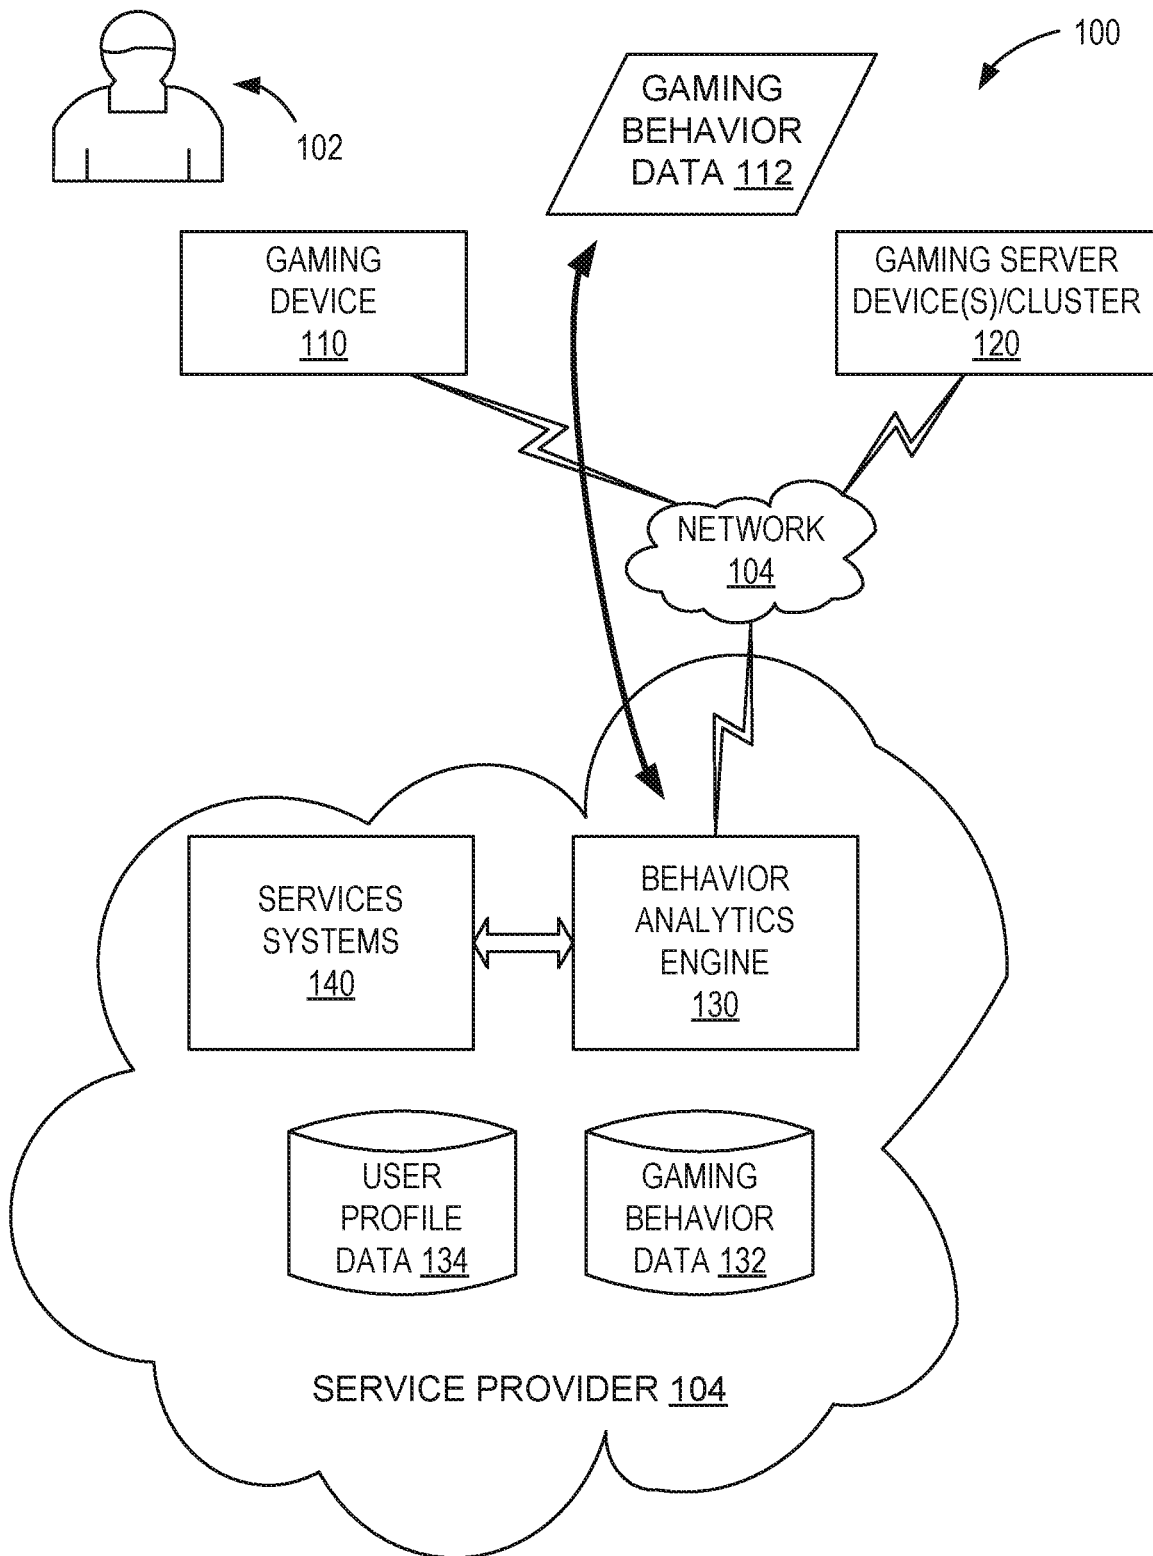 100
102
GAMING
BEHAVIOR
DATA 112
GAMING
DEVICE
110
GAMING SERVER
DEVICE(S)/CLUSTER
120
NETWORK
104
SERVICES
SYSTEMS
140
BEHAVIOR
ANALYTICS
ENGINE
130
USER
PROFILE
DATA 134
GAMING
BEHAVIOR
DATA 132
SERVICE PROVIDER 104